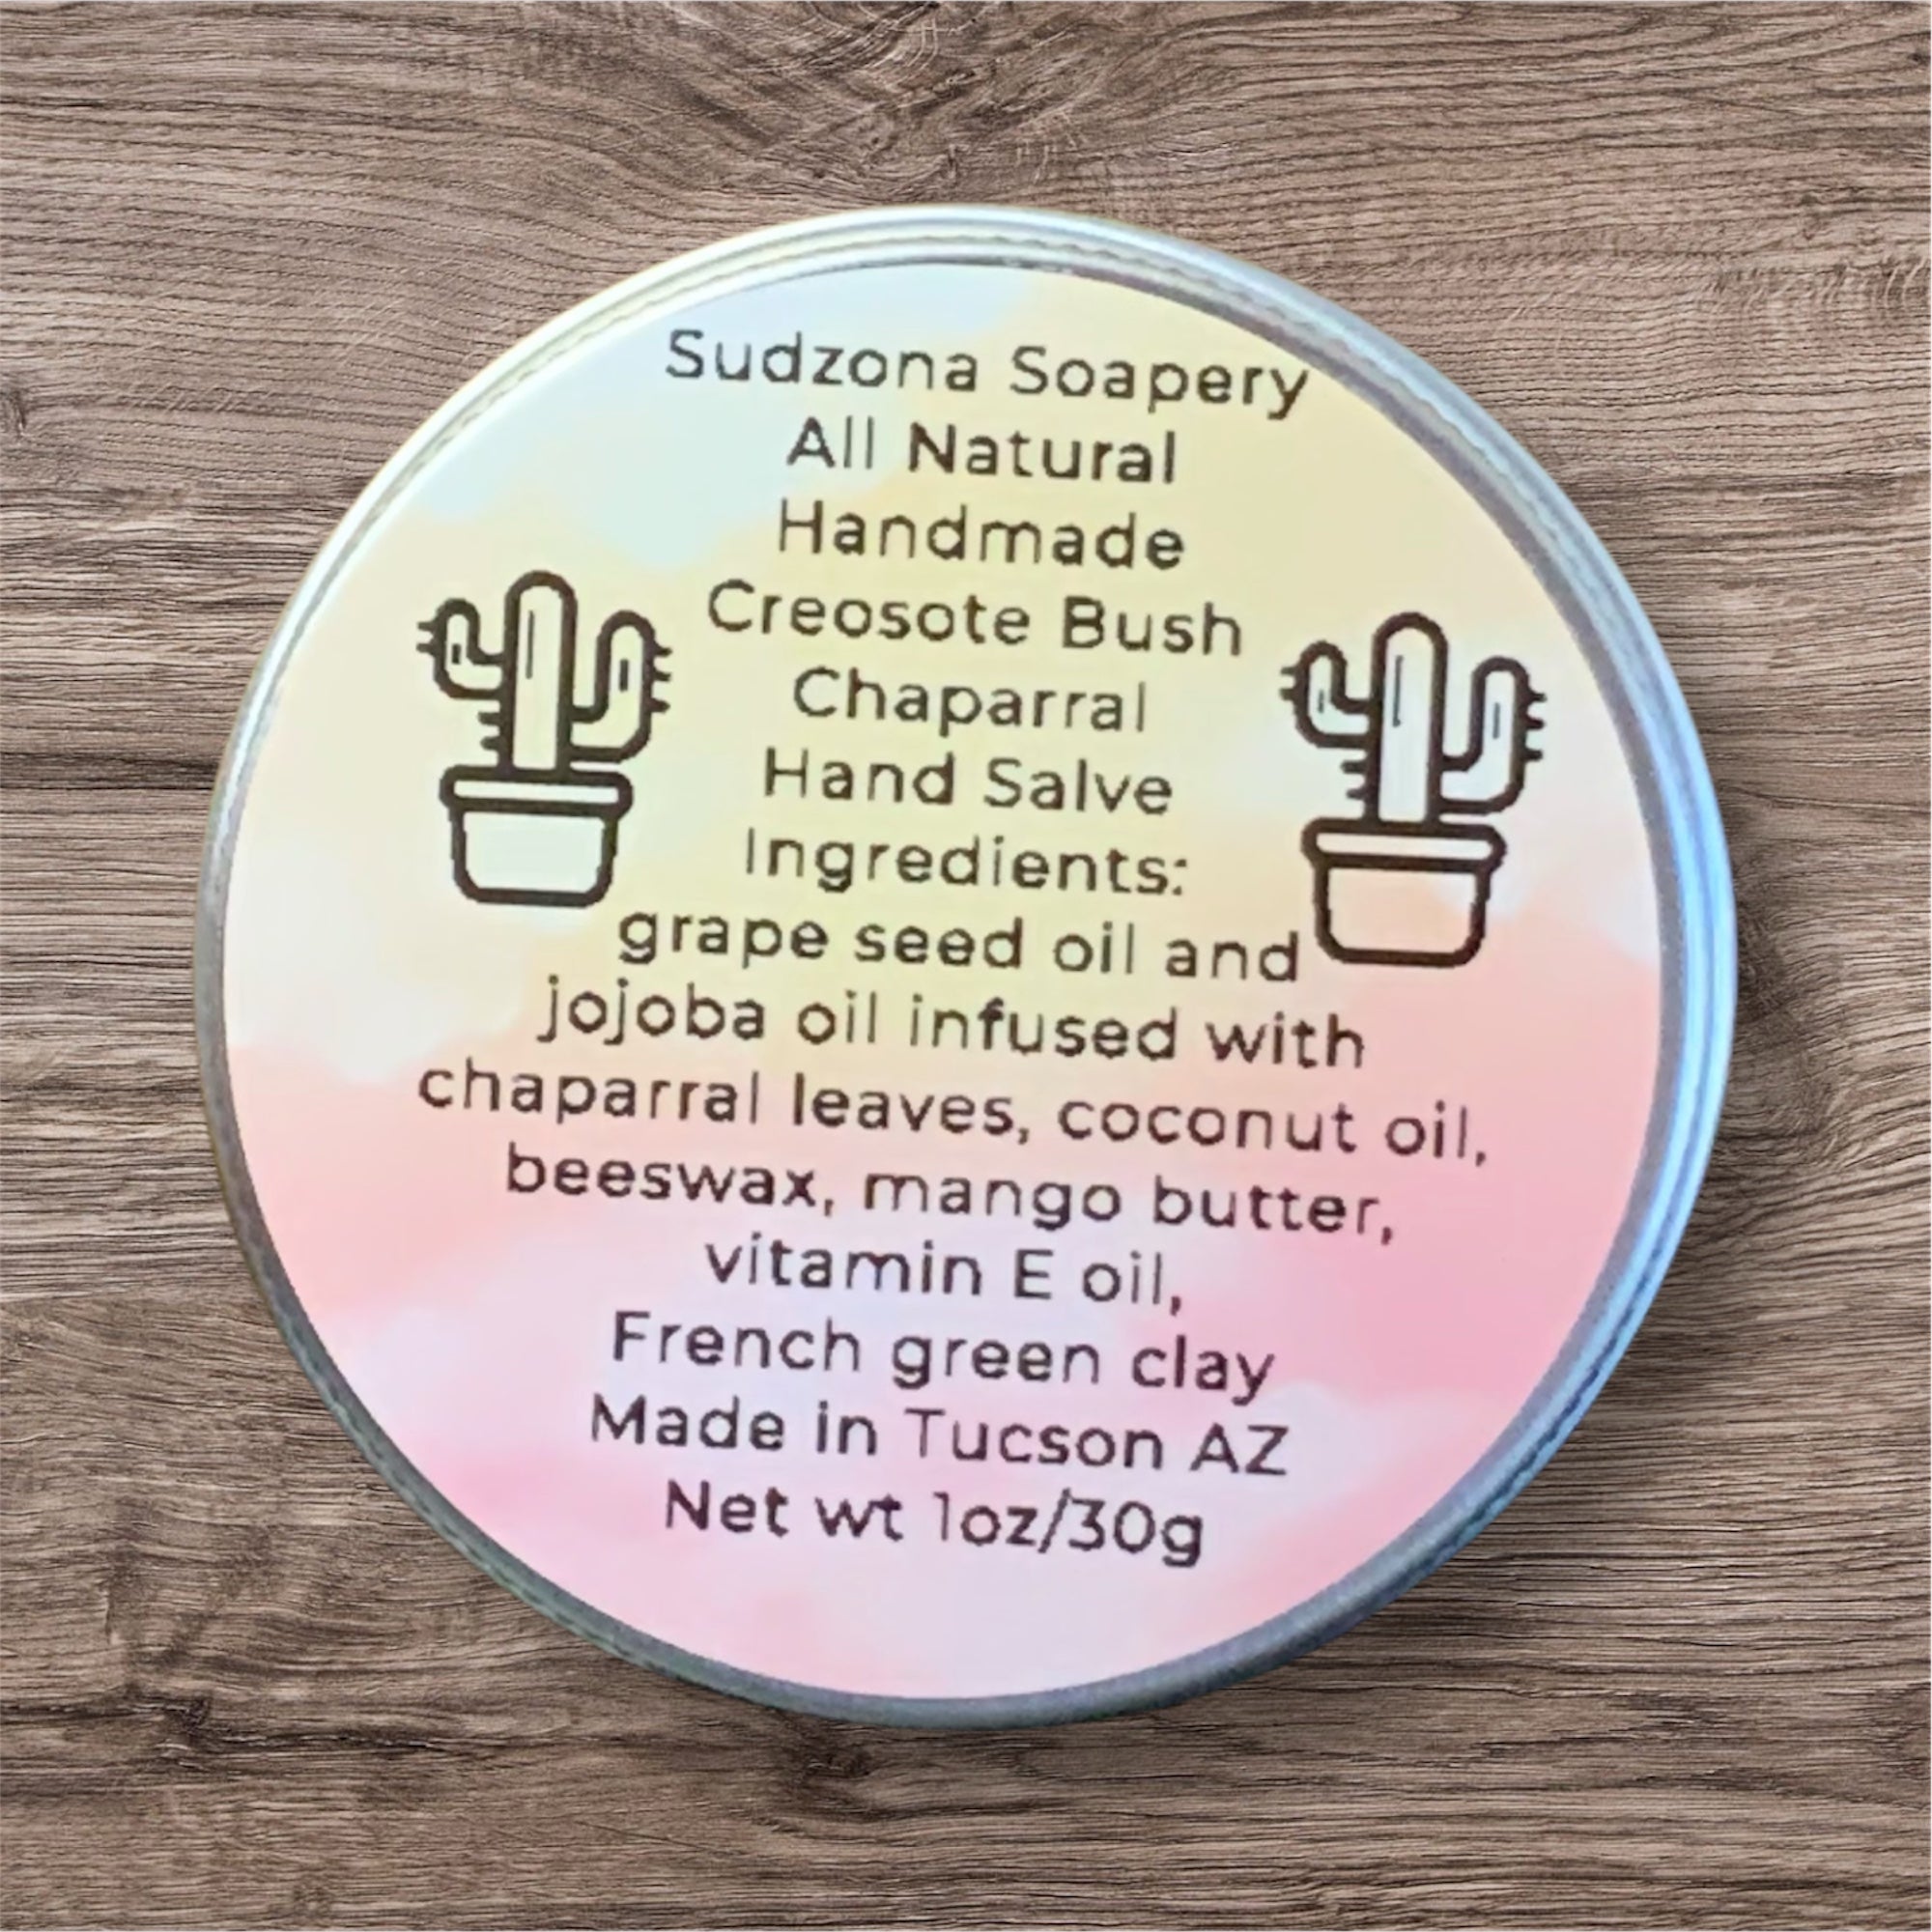 Sudzona Soapery
All Natural
Handmade
Creosote Bush
Chaparral
Hand Salve
Ingredients:
grape seed oil and
jojoba oil infused with
chaparral leaves, coconut oil,
beeswax, mango butter,
vitamin E oil,
French green clay
Made in Tucson AZ
Net wt 1oz/30g